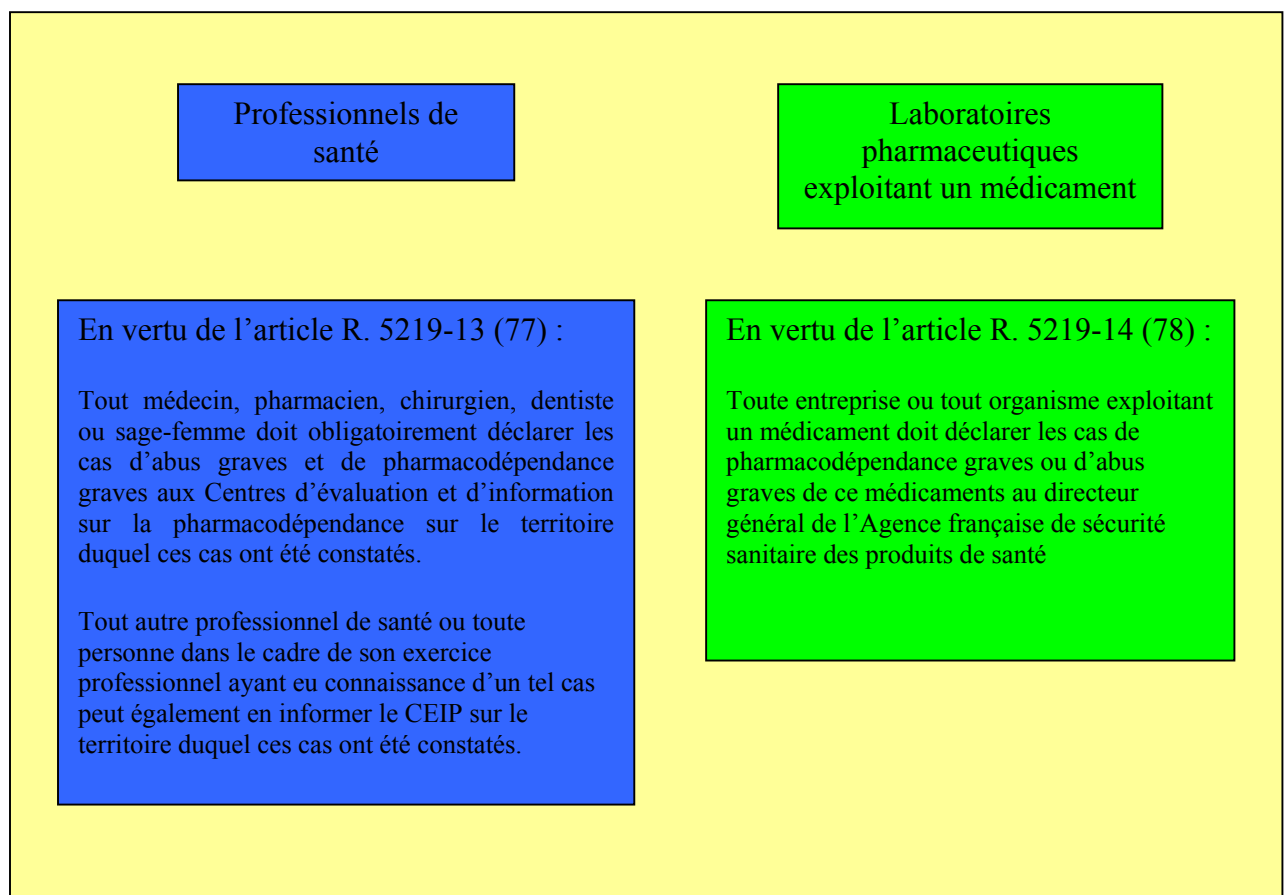 Professionnels de
santé
Laboratoires
pharmaceutiques
exploitant un médicament
En vertu de l’article R. 5219-13 (77) :
Tout médecin, pharmacien, chirurgien, dentiste
ou sage-femme doit obligatoirement déclarer les
cas d’abus graves et de pharmacodépendance
graves aux Centres d’évaluation et d’information
sur la pharmacodépendance sur le territoire
duquel ces cas ont été constatés.
Tout autre professionnel de santé ou toute
personne dans le cadre de son exercice
professionnel ayant eu connaissance d’un tel cas
peut également en informer le CEIP sur le
territoire duquel ces cas ont été constatés.
En vertu de l’article R. 5219-14 (78) :
Toute entreprise ou tout organisme exploitant
un médicament doit déclarer les cas de
pharmacodépendance graves ou d’abus
graves de ce médicaments au directeur
général de l’Agence française de sécurité
sanitaire des produits de santé